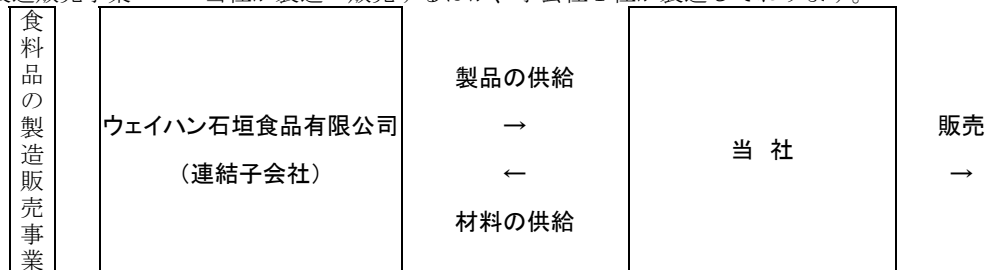 食料品の製造販売事業
製品の供給
ウェイハン石垣食品有限公司
（連結子会社）
→
←
材料の供給
当 社
販売
→